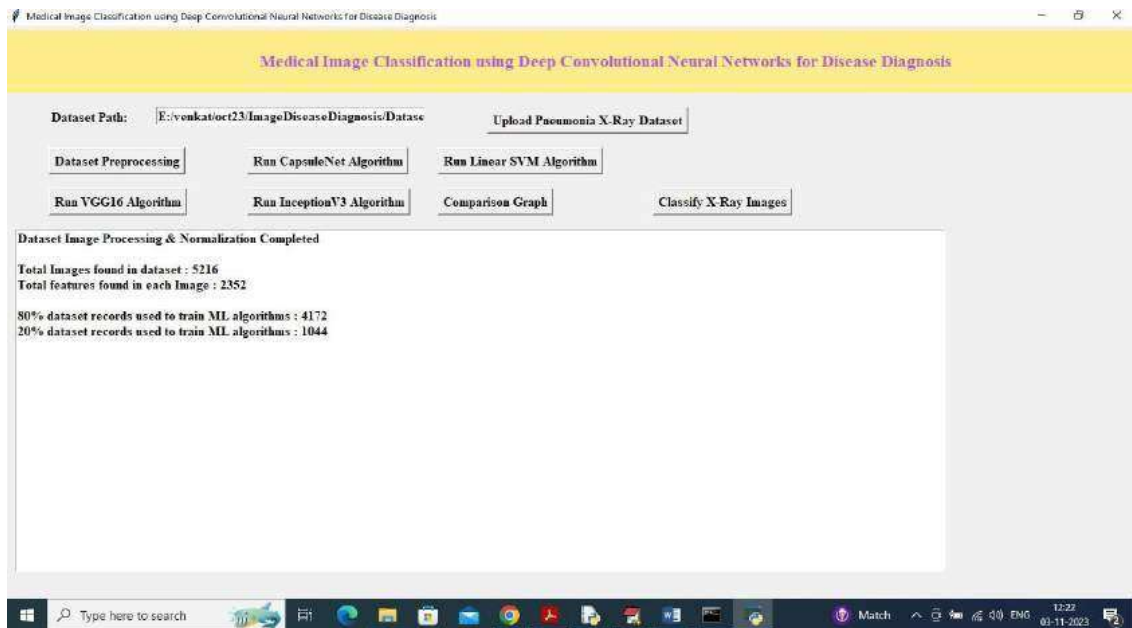 Medical Image Classification using Deep Convolutional Neural Networks for Disease Diagnosis
Medical Image Classification using Deep Convolutional Neural Networks for Disease Diagnosis
Dataset Path: E:/venkat/oct23/ImageDiseaseDiagnosis/Datase Upload Pneumonia X-Ray Dataset
Dataset Preprocessing Run CapsuleNet Algorithm Run Linear SVM Algorithm
Run VGG16 Algorithm Run InceptionV3 Algorithm Comparison Graph Classify X-Ray Images
Dataset Image Processing & Normalization Completed
Total Images found in dataset : 5216
Total features found in each Image : 2352
80% dataset records used to train ML algorithms : 4172
20% dataset records used to train ML algorithms : 1044
Type here to search Match ENG 12:22
03-11-2023